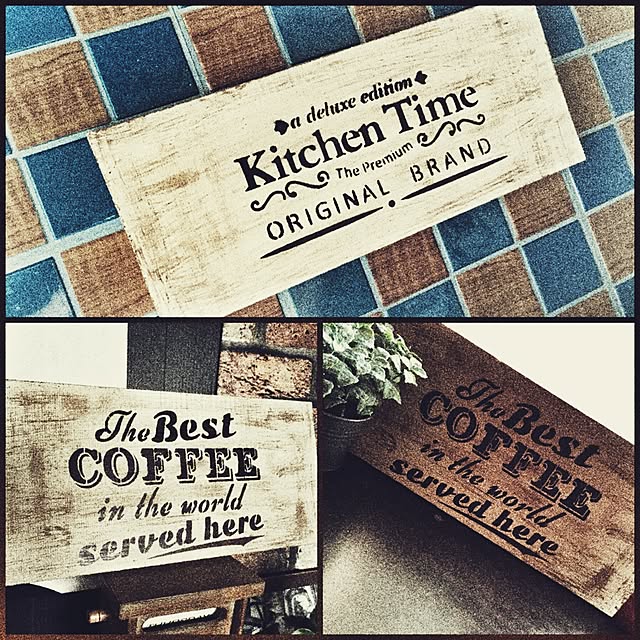 a deluxe edition
Kitchen Time
The Premium
ORIGINAL BRAND
The Best
COFFEE
in the world
served here
The Best
COFFEE
in the world
served here